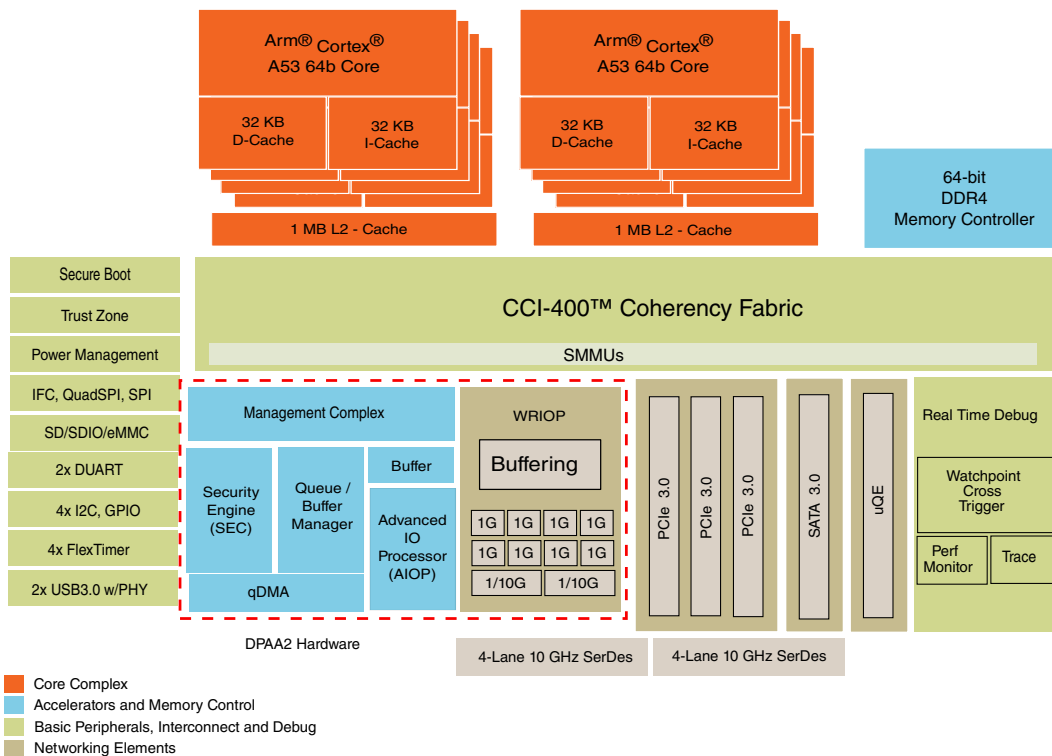 Arm® Cortex®
A53 64b Core
32 KB
D-Cache
32 KB
I-Cache
1 MB L2 - Cache
Arm® Cortex®
A53 64b Core
32 KB
D-Cache
32 KB
I-Cache
1 MB L2 - Cache
64-bit
DDR4
Memory Controller
Secure Boot
Trust Zone
Power Management
IFC, QuadSPI, SPI
SD/SDIO/eMMC
2x DUART
4x I2C, GPIO
4x FlexTimer
2x USB3.0 w/PHY
CCI-400™ Coherency Fabric
SMMUs
Management Complex
Security
Engine
(SEC)
Queue /
Buffer
Manager
qDMA
Buffer
Advanced
IO
Processor
(AIOP)
WRIOP
Buffering
1G
1G
1G
1G
1G
1G
1G
1G
1/10G
1/10G
DPAA2 Hardware
PCIe 3.0
PCIe 3.0
PCIe 3.0
SATA 3.0
uQE
Real Time Debug
Watchpoint
Cross
Trigger
Perf
Monitor
Trace
4-Lane 10 GHz SerDes
4-Lane 10 GHz SerDes
Core Complex
Accelerators and Memory Control
Basic Peripherals, Interconnect and Debug
Networking Elements